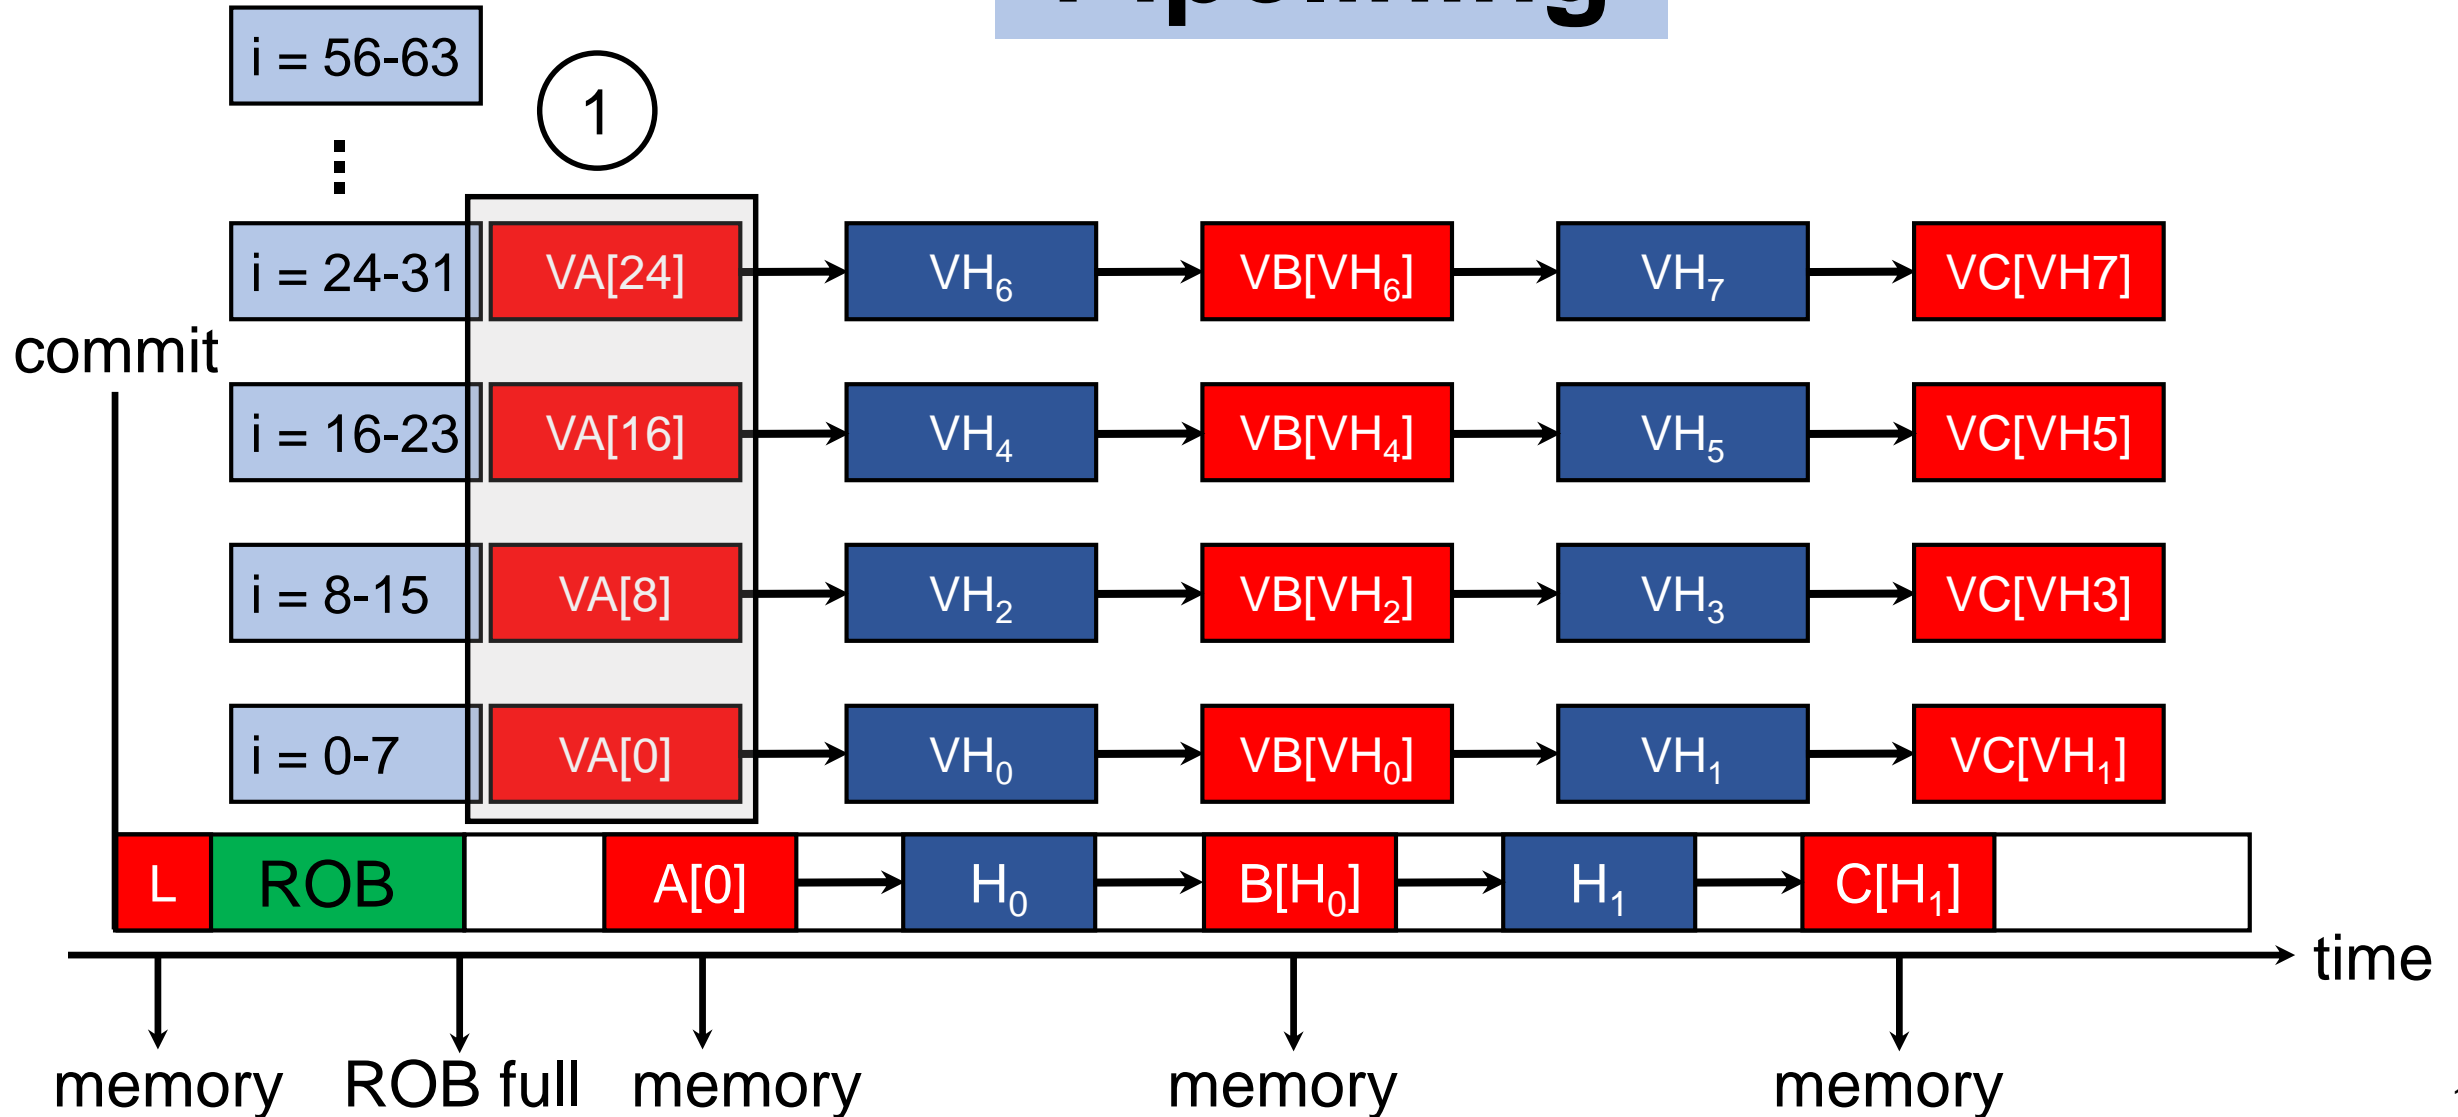 Pipelining
i = 56-63
1
i = 24-31 VA[24] VH₆ VB[VH₆] VH₇ VC[VH7]
commit
i = 16-23 VA[16] VH₄ VB[VH₄] VH₅ VC[VH5]
i = 8-15 VA[8] VH₂ VB[VH₂] VH₃ VC[VH3]
i = 0-7 VA[0] VH₀ VB[VH₀] VH₁ VC[VH₁]
L ROB A[0] H₀ B[H₀] H₁ C[H₁]
time
memory ROB full memory memory memory